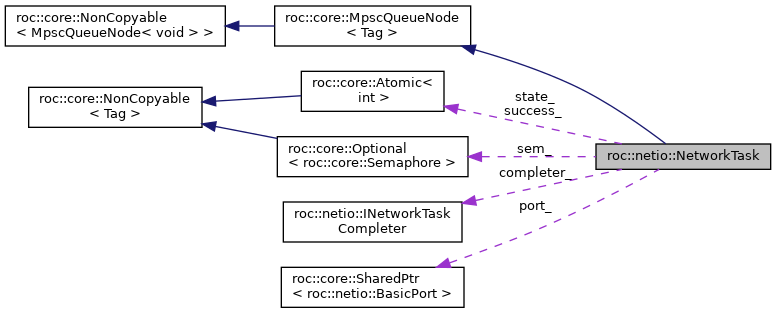 roc::core::NonCopyable
< MpscQueueNode< void > >
roc::core::MpscQueueNode
< Tag >
roc::core::NonCopyable
< Tag >
roc::core::Atomic<
int >
state_
success_
roc::core::Optional
< roc::core::Semaphore >
sem_
roc::netio::NetworkTask
completer_
roc::netio::INetworkTask
Completer
port_
roc::core::SharedPtr
< roc::netio::BasicPort >